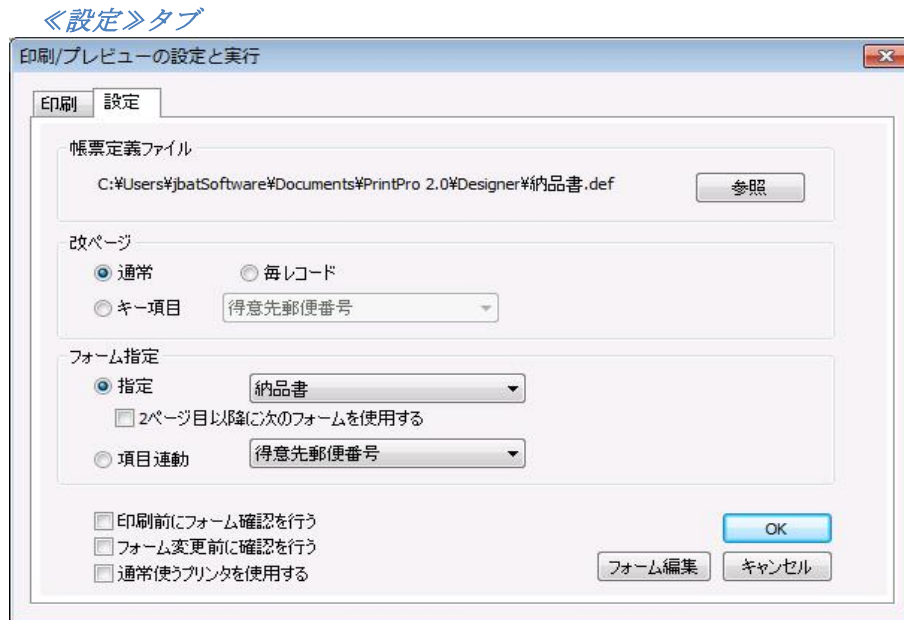 ≪設定≫タブ
印刷/プレビューの設定と実行
印刷 設定
帳票定義ファイル
C:¥Users¥jbatSoftware¥Documents¥PrintPro 2.0¥Designer¥納品書.def 参照
改ページ
通常 毎レコード
キー項目 得意先郵便番号
フォーム指定
指定 納品書
2ページ目以降に次のフォームを使用する
項目連動 得意先郵便番号
印刷前にフォーム確認を行う
フォーム変更前に確認を行う
通常使うプリンタを使用する
OK
フォーム編集 キャンセル